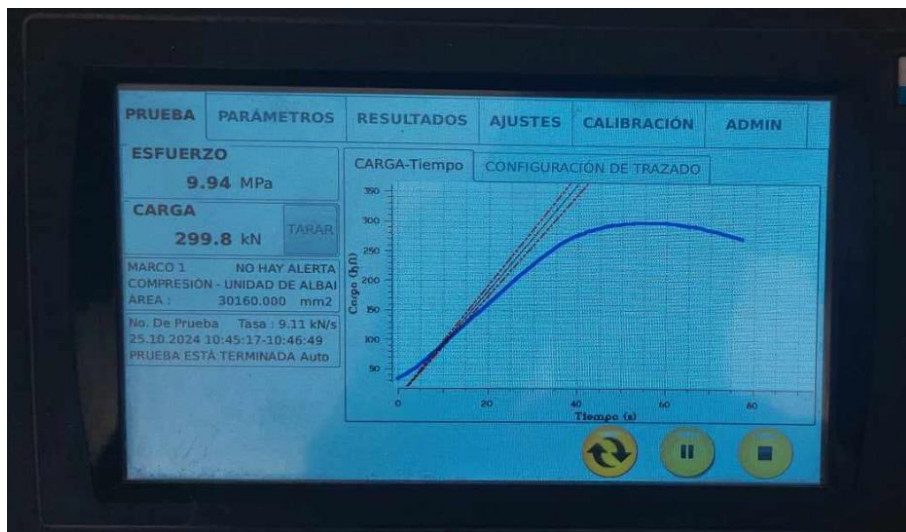 PRUEBA PARÁMETROS RESULTADOS AJUSTES CALIBRACIÓN ADMIN
ESFUERZO
9.94 MPa
CARGA
299.8 kN TARAR
MARCO 1 NO HAY ALERTA
COMPRESIÓN - UNIDAD DE ALBAI
ÁREA : 30160.000 mm2
No. De Prueba Tasa : 9.11 kN/s
25.10.2024 10:45:17-10:46:49
PRUEBA ESTÁ TERMINADA Auto
CARGA-Tiempo CONFIGURACIÓN DE TRAZADO
350
300
250
200
150
100
50
0 20 40 60 80
Tiempo (s)